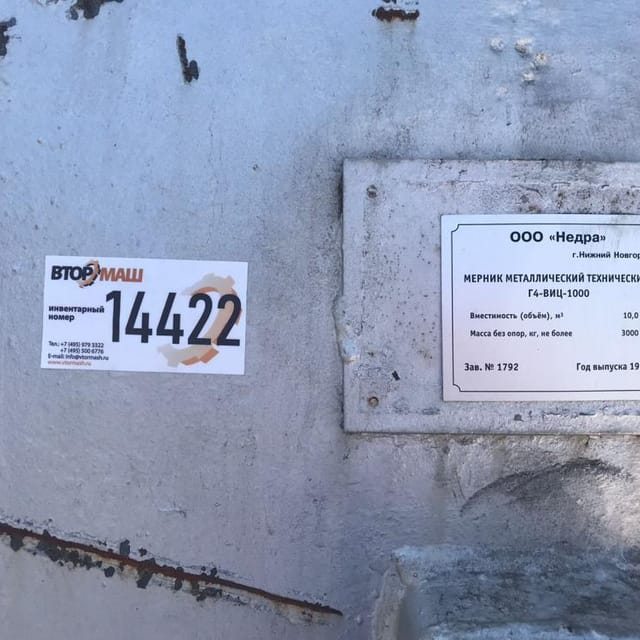 ВТОРМАШ
инвентарный
номер
14422
Тел.: +7 (495) 979 3322
+7 (495) 500 6776
E-mail: info@vtormash.ru
www.vtormash.ru
ООО «Недра»
г.Нижний Новгор
МЕРНИК МЕТАЛЛИЧЕСКИЙ ТЕХНИЧЕСКИ
Г4-ВИЦ-1000
Вместимость (объём), м³ 10,0
Масса без опор, кг, не более 3000
Зав. № 1792 Год выпуска 19